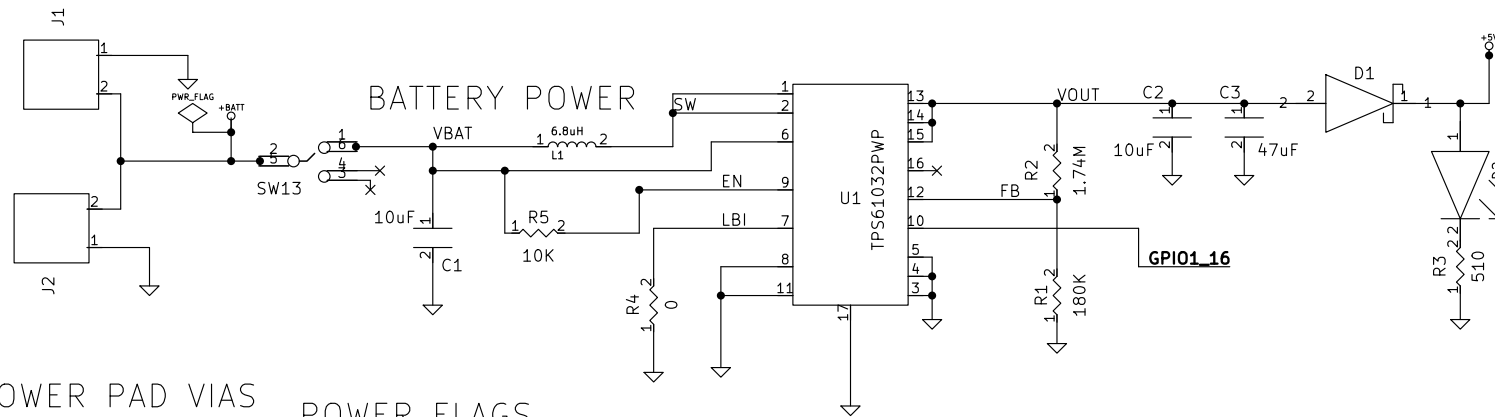 J1
1
2
PWR_FLAG
+BATT
BATTERY POWER
2
5
SW13
1
6
4
3
VBAT
1 6.8uH 2
L1
SW
10uF
1
2
C1
1 R5 2
10K
EN
LBI
R4
2
1
0
1
2
6
9
7
8
11
U1
TPS61032PWP
17
13
14
15
16
12
10
5
4
3
VOUT
FB
R2
2
1
1.74M
R1
2
1
180K
GPIO1_16
C2
1
2
10uF
C3
1
2
47uF
D1
2 2
1 1
+5V
1
2 2
R3
1
510
2
1
J2
OWER PAD VIAS
POWER FLAGS